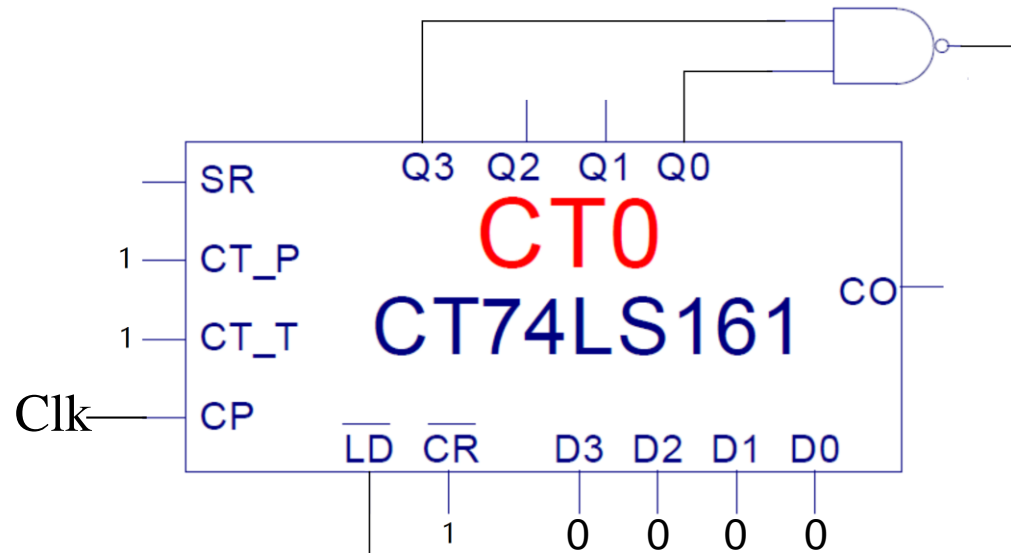 Q3 Q2 Q1 Q0
SR
CT0
1 CT_P
CO
CT74LS161
1 CT_T
Clk CP
LD CR D3 D2 D1 D0
1 0 0 0 0